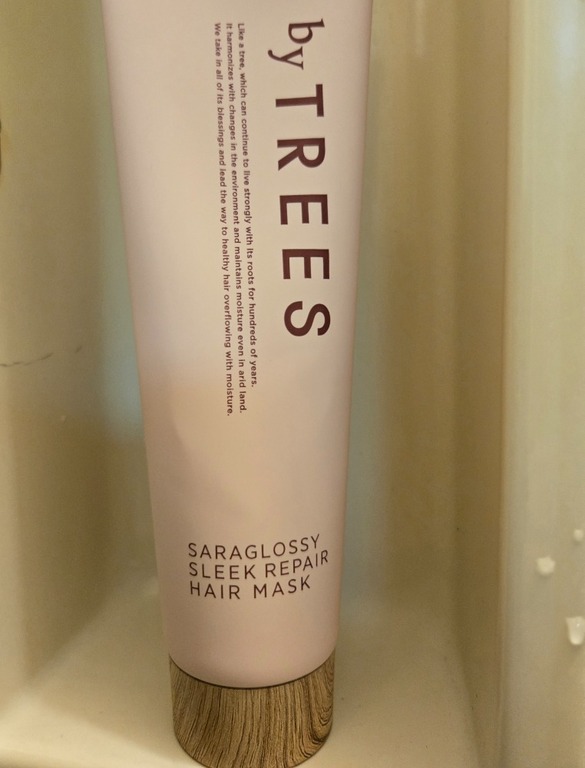 by TREES
Like a tree, which can continue to live strongly with its roots for hundreds of years.
It harmonizes with changes in the environment and maintains moisture even in arid land.
We take in all of its blessings and lead the way to healthy hair overflowing with moisture.
SARAGLOSSY
SLEEK REPAIR
HAIR MASK